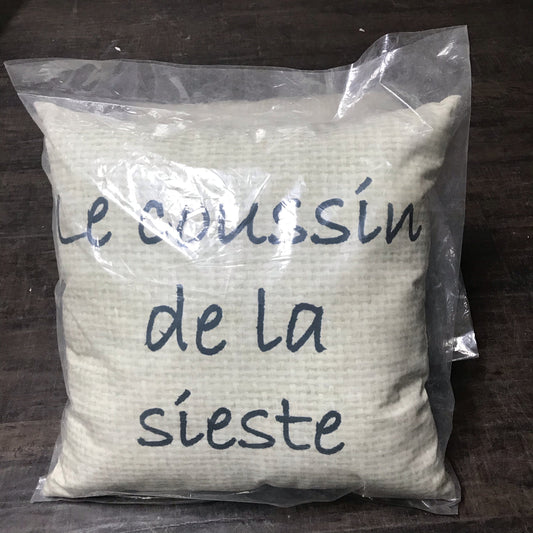 Le coussin
de la
sieste